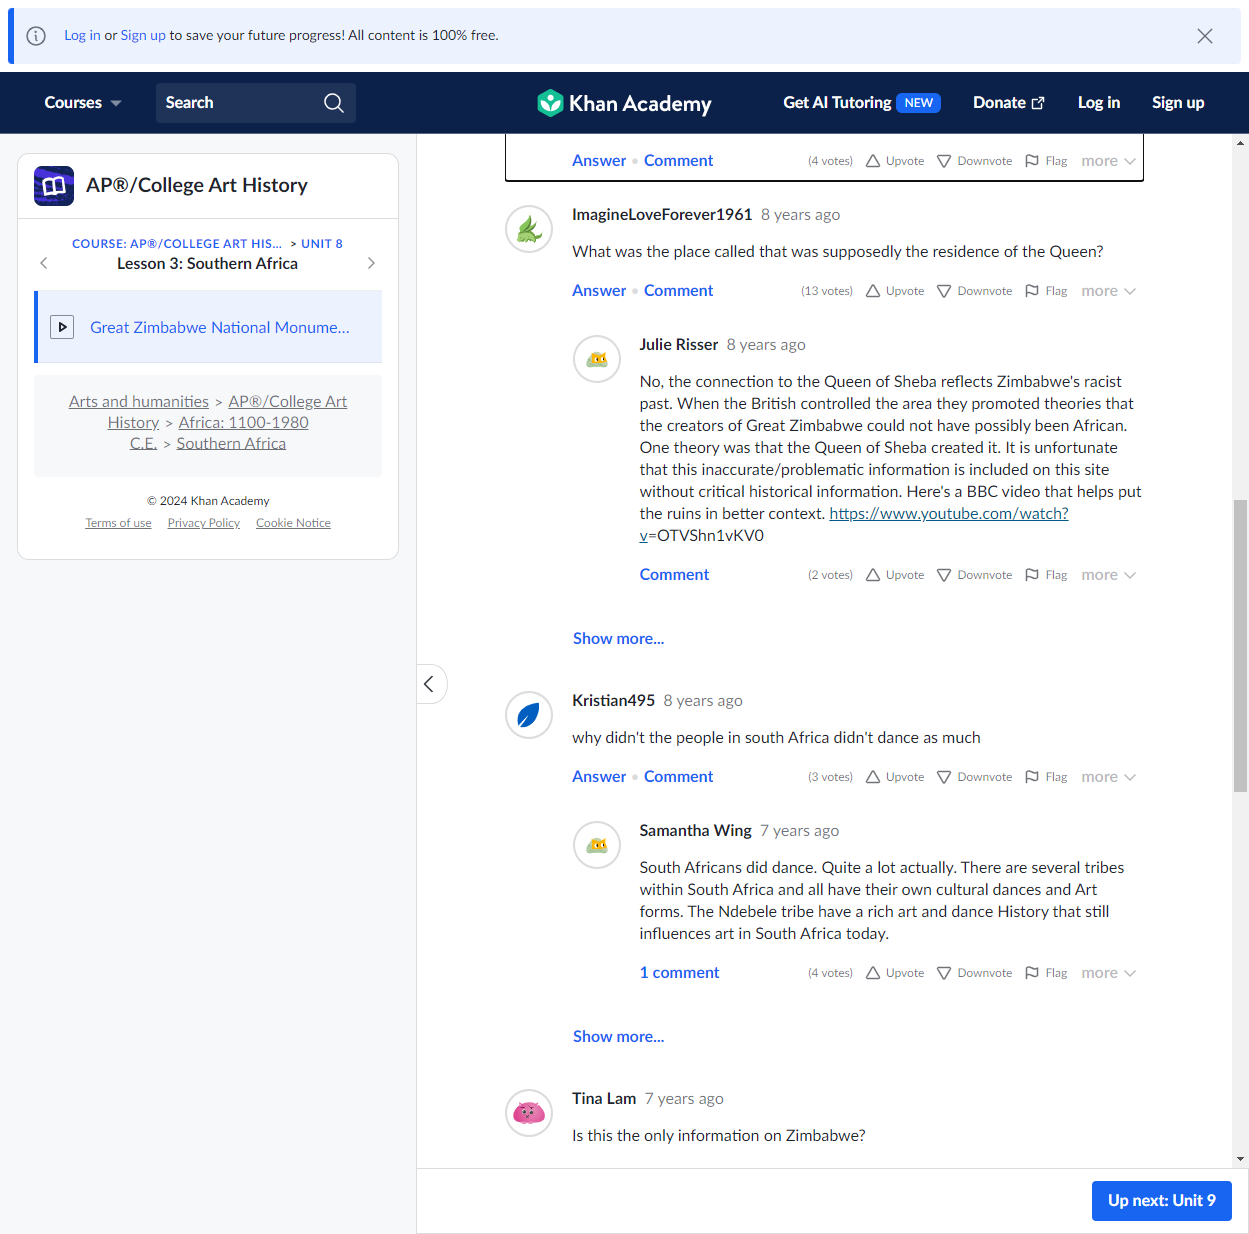 Log in or Sign up to save your future progress! All content is 100% free.
Courses
Search
Khan Academy
Get AI Tutoring NEW
Donate
Log in
Sign up
AP®/College Art History
COURSE: AP®/COLLEGE ART HIS... > UNIT 8
Lesson 3: Southern Africa
Great Zimbabwe National Monume...
Arts and humanities > AP®/College Art
History > Africa: 1100-1980
C.E. > Southern Africa
© 2024 Khan Academy
Terms of use Privacy Policy Cookie Notice
Answer • Comment (4 votes) Upvote Downvote Flag more
ImagineLoveForever1961 8 years ago
What was the place called that was supposedly the residence of the Queen?
Answer • Comment (13 votes) Upvote Downvote Flag more
Julie Risser 8 years ago
No, the connection to the Queen of Sheba reflects Zimbabwe's racist
past. When the British controlled the area they promoted theories that
the creators of Great Zimbabwe could not have possibly been African.
One theory was that the Queen of Sheba created it. It is unfortunate
that this inaccurate/problematic information is included on this site
without critical historical information. Here's a BBC video that helps put
the ruins in better context. https://www.youtube.com/watch?
v=OTVShn1vKV0
Comment (2 votes) Upvote Downvote Flag more
Show more...
Kristian495 8 years ago
why didn't the people in south Africa didn't dance as much
Answer • Comment (3 votes) Upvote Downvote Flag more
Samantha Wing 7 years ago
South Africans did dance. Quite a lot actually. There are several tribes
within South Africa and all have their own cultural dances and Art
forms. The Ndebele tribe have a rich art and dance History that still
influences art in South Africa today.
1 comment (4 votes) Upvote Downvote Flag more
Show more...
Tina Lam 7 years ago
Is this the only information on Zimbabwe?
Up next: Unit 9